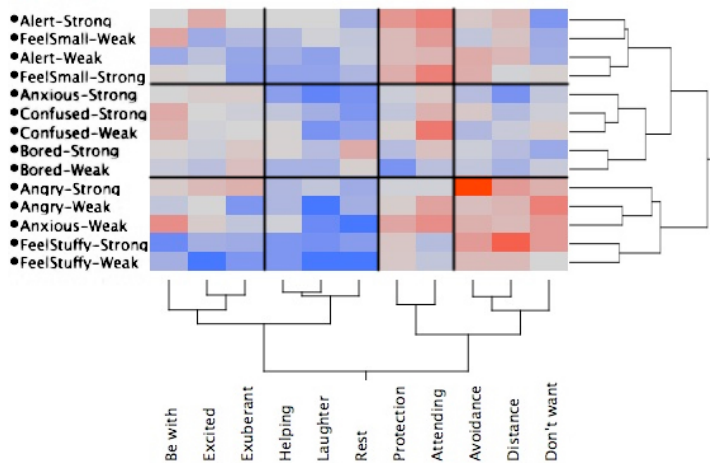 ●Alert-Strong
●FeelSmall-Weak
●Alert-Weak
●FeelSmall-Strong
●Anxious-Strong
●Confused-Strong
●Confused-Weak
●Bored-Strong
●Bored-Weak
●Angry-Strong
●Angry-Weak
●Anxious-Weak
●FeelStuffy-Strong
●FeelStuffy-Weak
Be with
Excited
Exuberant
Helping
Laughter
Rest
Protection
Attending
Avoidance
Distance
Don't want